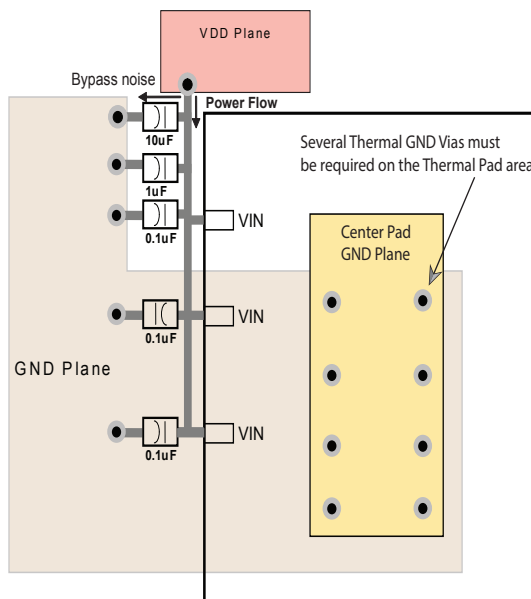 VDD Plane
Bypass noise
Power Flow
10uF
Several Thermal GND Vias must
be required on the Thermal Pad area
1uF
0.1uF
VIN
Center Pad
GND Plane
VIN
0.1uF
GND Plane
VIN
0.1uF